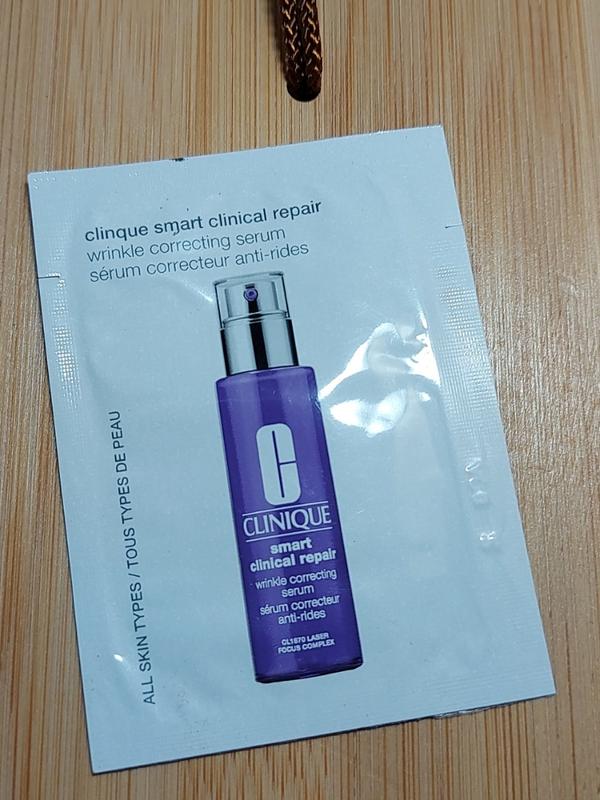 clinque smart clinical repair
wrinkle correcting serum
sérum correcteur anti-rides
ALL SKIN TYPES / TOUS TYPES DE PEAU
C
CLINIQUE
smart
clinical repair
wrinkle correcting
serum
sérum correcteur
anti-rides
CL1870 LASER
FOCUS COMPLEX